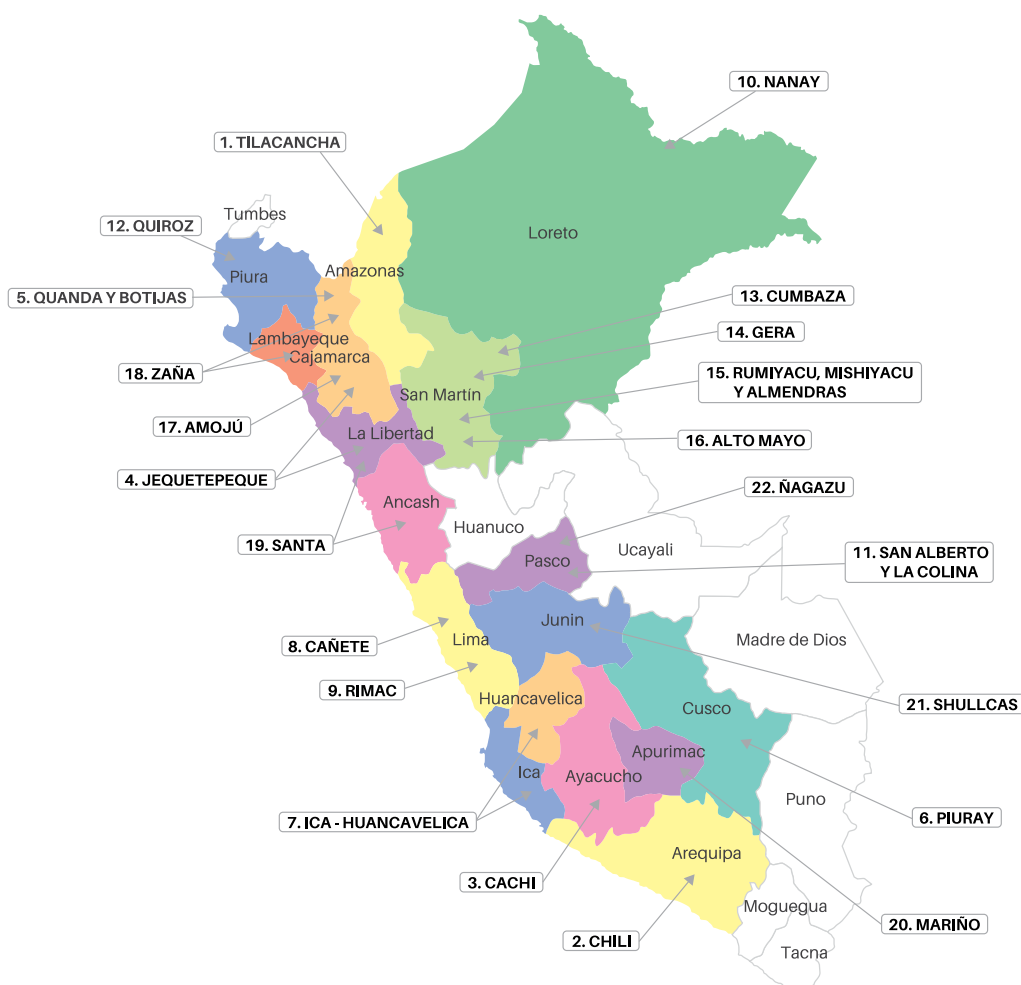 10. NANAY
1. TILACANCHA
Tumbes
12. QUIROZ
Loreto
Piura
Amazonas
5. QUANDA Y BOTIJAS
13. CUMBAZA
14. GERA
Lambayeque
Cajamarca
18. ZAÑA
15. RUMIYACU, MISHIYACU
Y ALMENDRAS
San Martín
17. AMOJÚ
La Libertad
16. ALTO MAYO
4. JEQUETEPEQUE
22. ÑAGAZU
Ancash
Huanuco
19. SANTA
Ucayali
11. SAN ALBERTO
Y LA COLINA
Pasco
Junin
8. CAÑETE
Lima
Madre de Dios
9. RIMAC
Huancavelica
21. SHULLCAS
Cusco
Apurimac
Ica
Ayacucho
Puno
7. ICA - HUANCAVELICA
6. PIURAY
Arequipa
3. CACHI
Moguegua
20. MARIÑO
2. CHILI
Tacna